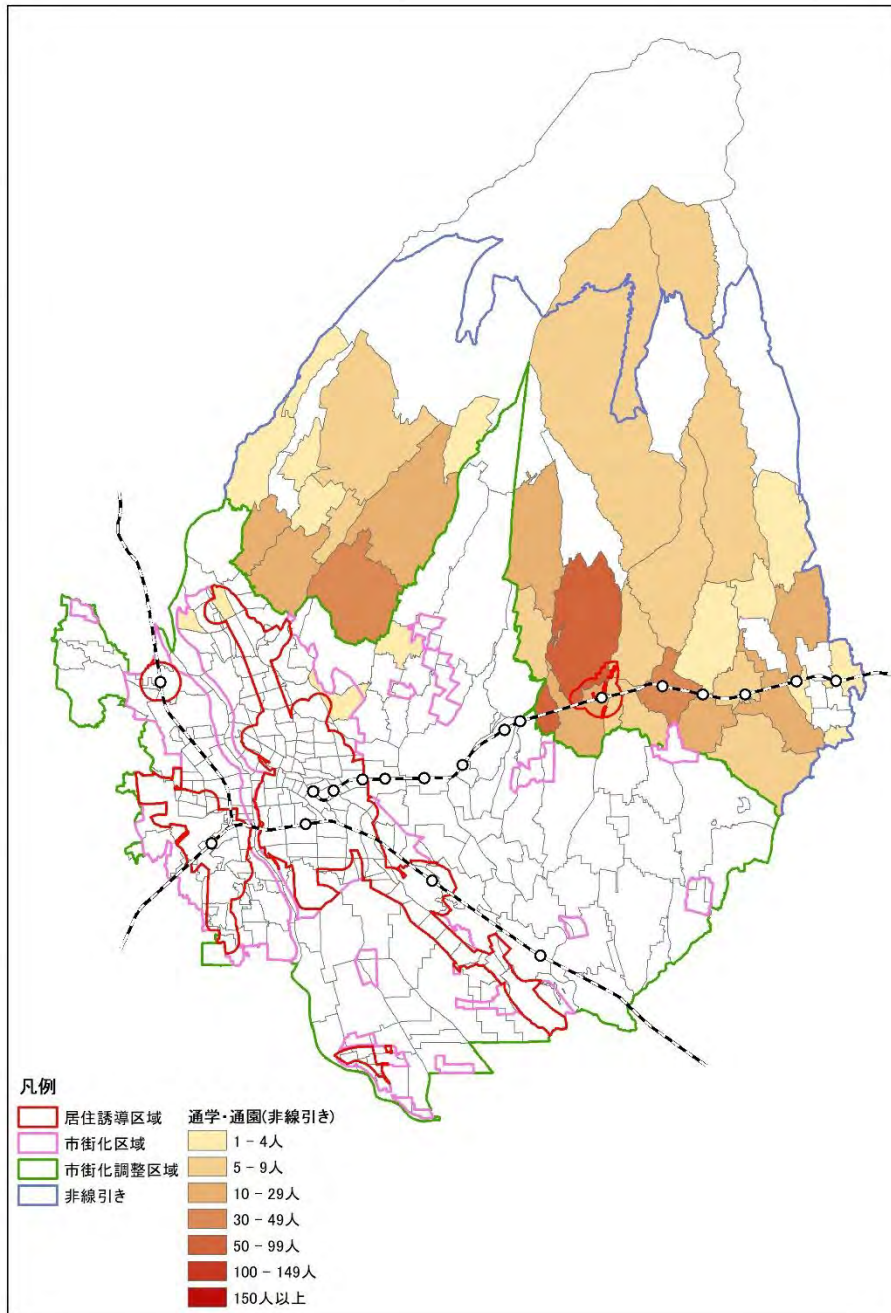 凡例
居住誘導区域
市街化区域
市街化調整区域
非線引き
通学・通園(非線引き)
1 - 4人
5 - 9人
10 - 29人
30 - 49人
50 - 99人
100 - 149人
150人以上